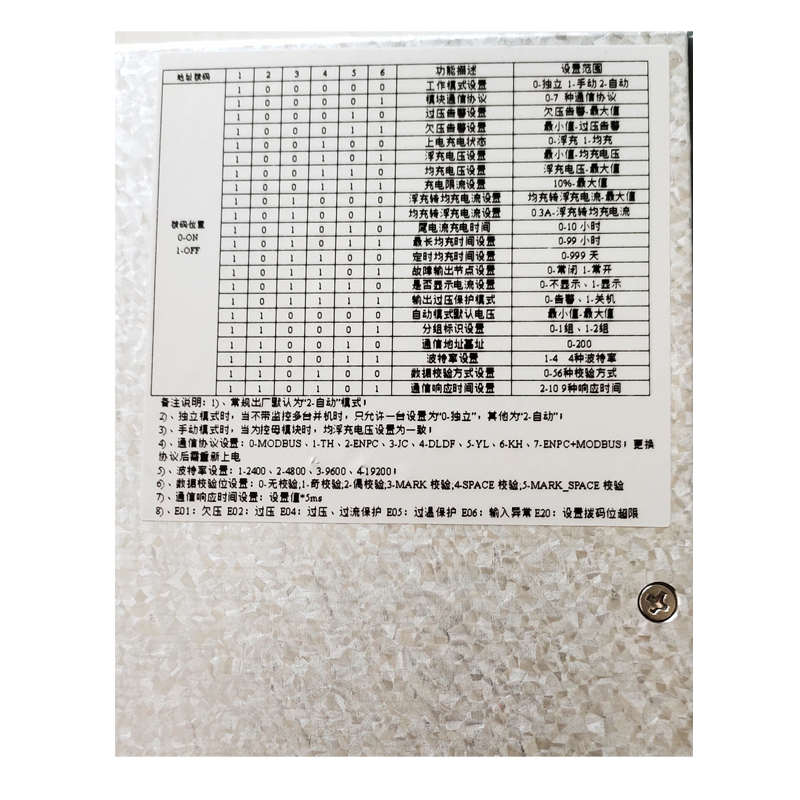 地址拨码 1 2 3 4 5 6 功能描述 设置范围
1 0 0 0 0 0 工作模式设置 0-独立 1-手动 2-自动
1 0 0 0 0 1 模块通信协议 0-7 种通信协议
1 0 0 0 1 0 过压告警设置 欠压告警-最大值
1 0 0 0 1 1 欠压告警设置 最小值-过压告警
1 0 0 1 0 0 上电充电状态 0-浮充 1-均充
1 0 0 1 0 1 浮充电压设置 最小值-均充电压
1 0 0 1 1 0 均充电压设置 浮充电压-最大值
1 0 0 1 1 1 充电限流设置 10%-最大值
1 0 1 0 0 0 浮充转均充电流设置 均充转浮充电流-最大值
1 0 1 0 0 1 均充转浮充电流设置 0.3A-浮充转均充电流
拨码位置
0-ON
1-OFF
1 0 1 0 1 0 尾电流充电时间 0-10 小时
1 0 1 0 1 1 最长均充时间设置 0-99 小时
1 0 1 1 0 0 定时均充时间设置 0-999 天
1 0 1 1 0 1 故障输出节点设置 0-常闭 1-常开
1 0 1 1 1 0 是否显示电流设置 0-不显示、1-显示
1 0 1 1 1 1 输出过压保护模式 0-告警、1-关机
1 1 0 0 0 0 自动模式默认电压 最小值-最大值
1 1 0 0 0 1 分组标识设置 0-1组、1-2组
1 1 0 0 1 0 通信地址基址 0-200
1 1 0 0 1 1 波特率设置 1-4 4种波特率
1 1 0 1 0 0 数据校验方式设置 0-56种校验方式
1 1 0 1 0 1 通信响应时间设置 2-10 9种响应时间
备注说明：1)、常规出厂默认为“2-自动”模式；
2)、独立模式时，当不带监控多台并机时，只允许一台设置为“0-独立”，其他为“2-自动”；
3)、手动模式时，当为控母模块时，均浮充电压设置为一致；
4)、通信协议设置：0-MODBUS、1-TH、2-ENPC、3-JC、4-DLDF、5-YL、6-KH、7-ENPC+MODBUS；更换
协议后需重新上电
5)、波特率设置：1-2400、2-4800、3-9600、4-19200；
6)、数据校验位设置：0-无校验;1-奇校验;2-偶校验;3-MARK 校验;4-SPACE 校验;5-MARK_SPACE 校验
7)、通信响应时间设置：设置值*5ms
8)、E01：欠压 E02：过压 E04：过压、过流保护 E05：过温保护 E06：输入异常 E20：设置拨码位超限